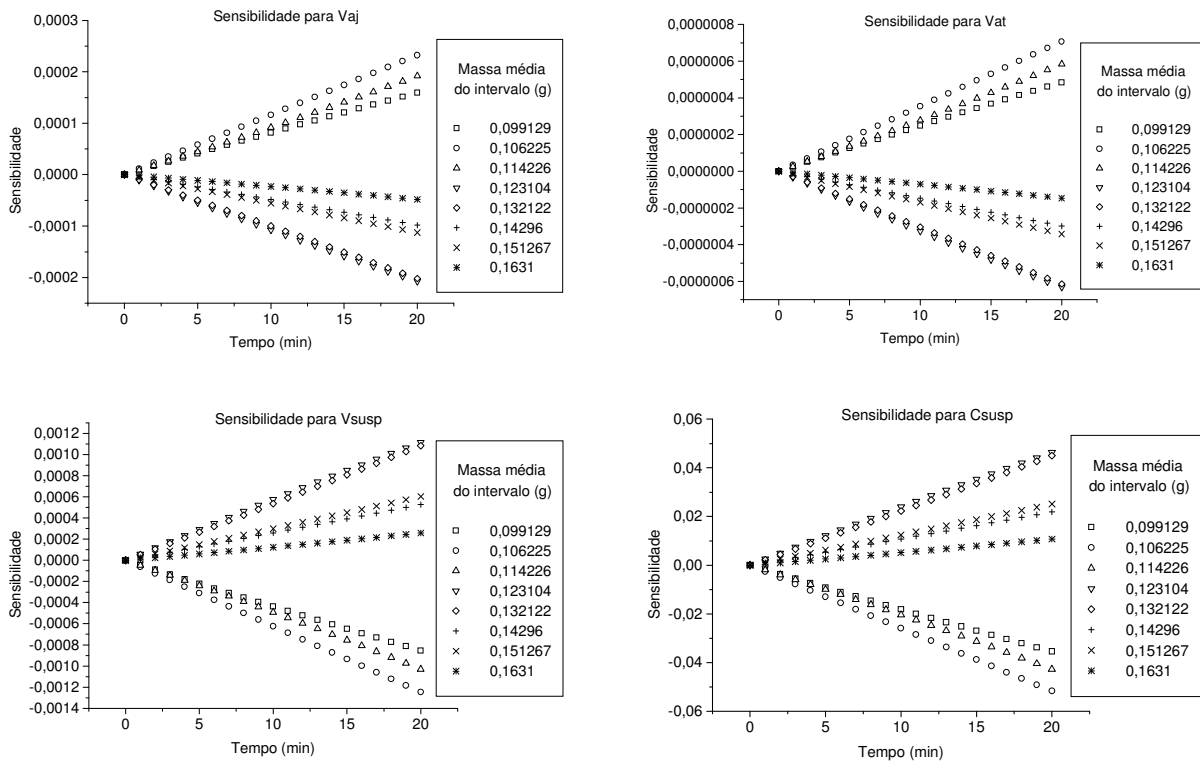 Sensibilidade para Vaj
0,0003
0,0002
0,0001
0,0000
-0,0001
-0,0002
Sensibilidade
0 5 10 15 20
Tempo (min)
Massa média
do intervalo (g)
0,099129
0,106225
0,114226
0,123104
0,132122
0,14296
0,151267
0,1631
Sensibilidade para Vat
0,0000008
0,0000006
0,0000004
0,0000002
0,0000000
-0,0000002
-0,0000004
-0,0000006
Sensibilidade
0 5 10 15 20
Tempo (min)
Massa média
do intervalo (g)
0,099129
0,106225
0,114226
0,123104
0,132122
0,14296
0,151267
0,1631
Sensibilidade para Vsusp
0,0012
0,0010
0,0008
0,0006
0,0004
0,0002
0,0000
-0,0002
-0,0004
-0,0006
-0,0008
-0,0010
-0,0012
-0,0014
Sensibilidade
0 5 10 15 20
Tempo (min)
Massa média
do intervalo (g)
0,099129
0,106225
0,114226
0,123104
0,132122
0,14296
0,151267
0,1631
Sensibilidade para Csusp
0,06
0,04
0,02
0,00
-0,02
-0,04
-0,06
Sensibilidade
0 5 10 15 20
Tempo (min)
Massa média
do intervalo (g)
0,099129
0,106225
0,114226
0,123104
0,132122
0,14296
0,151267
0,1631